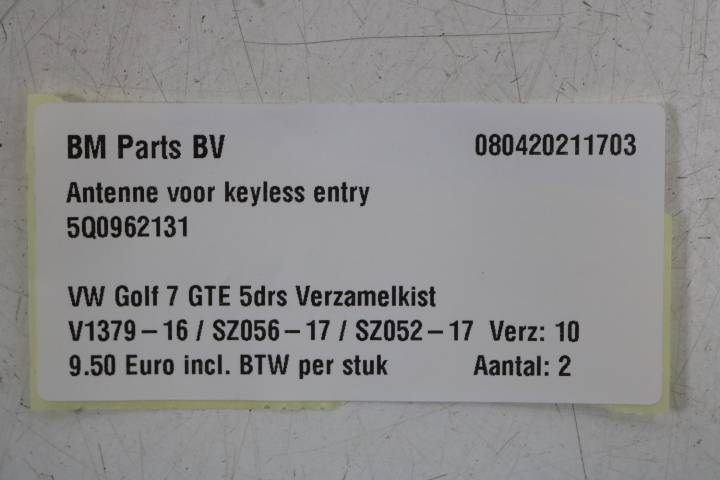 BM Parts BV 080420211703
Antenne voor keyless entry
5Q0962131
VW Golf 7 GTE 5drs Verzamelkist
V1379-16 / SZ056-17 / SZ052-17 Verz: 10
9.50 Euro incl. BTW per stuk Aantal: 2